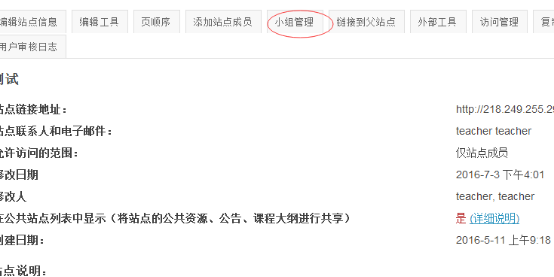 编辑站点信息 编辑工具 页顺序 添加站点成员 小组管理 链接到父站点 外部工具 访问管理
用户审核日志
测试
站点链接地址： http://218.249.255.29
站点联系人和电子邮件： teacher teacher
允许访问的范围： 仅站点成员
修改日期 2016-7-3 下午4:01
修改人 teacher, teacher
在公共站点列表中显示（将站点的公共资源、公告、课程大纲进行共享） 是 (详细说明)
创建日期： 2016-5-11 上午9:18
站点说明：